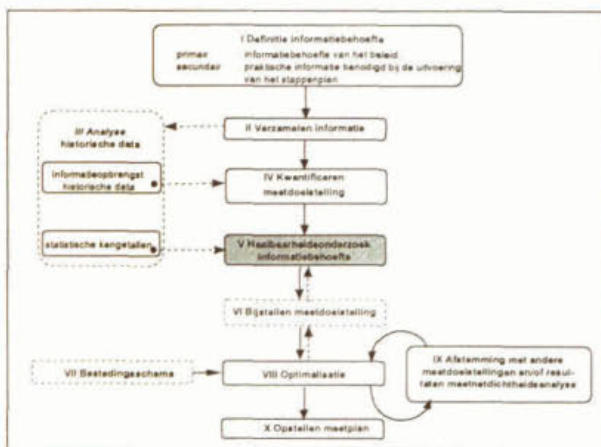 I Definitie informatiebehoefte
primair informatiebehoefte van het beleid
secundair praktische informatie benodigd bij de uitvoering
van het stappenplan
II Verzamelen informatie
III Analyse
historische data
informatieopbrengst
historische data
IV Kwantificeren
meetdoelstelling
statistische kengetallen
V Haalbaarheidsonderzoek
informatiebehoefte
VI Bijstellen meetdoelstelling
VII Bestedingsschema
VIII Optimalisatie
IX Afstemming met andere
meetdoelstellingen en/of resul-
taten meetnetdichtheidsanalyse
X Opstellen meetplan